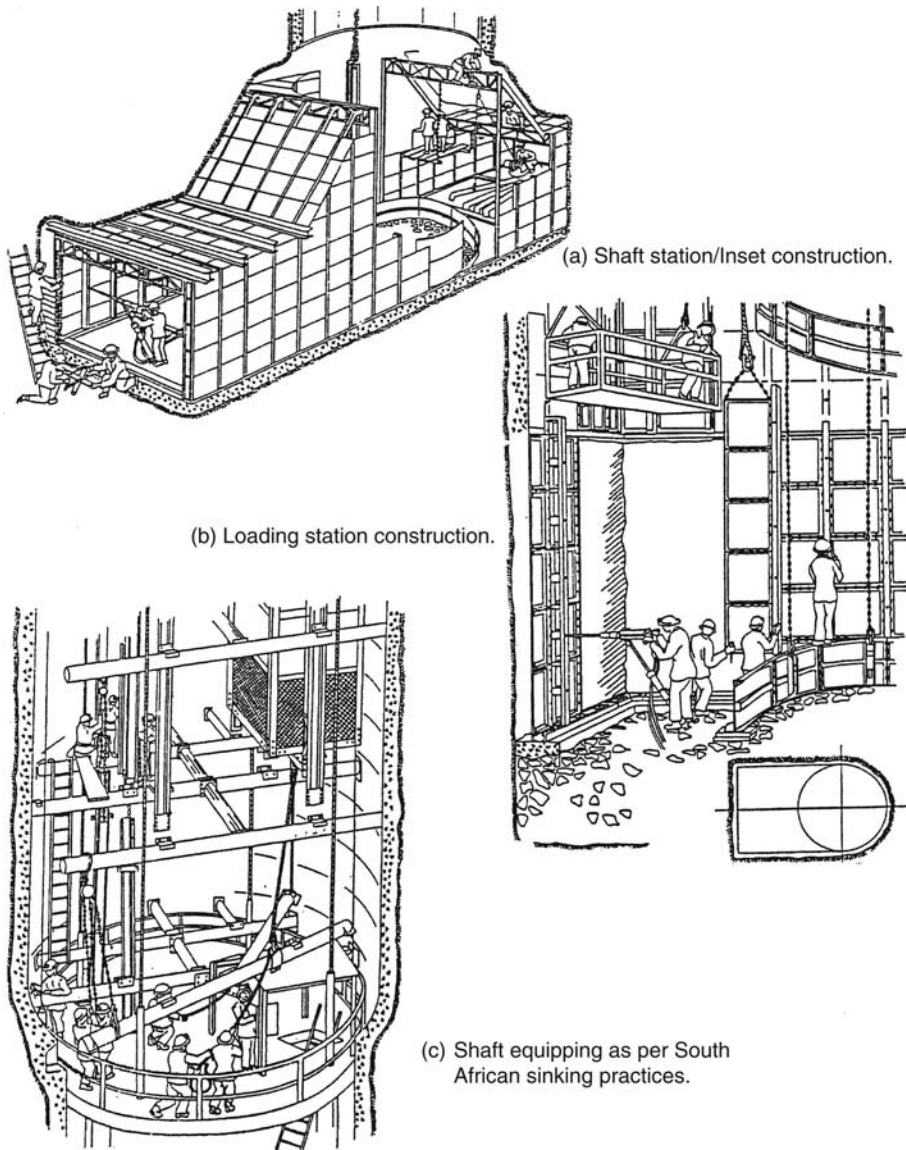 (a) Shaft station/Inset construction.
(b) Loading station construction.
(c) Shaft equipping as per South
African sinking practices.